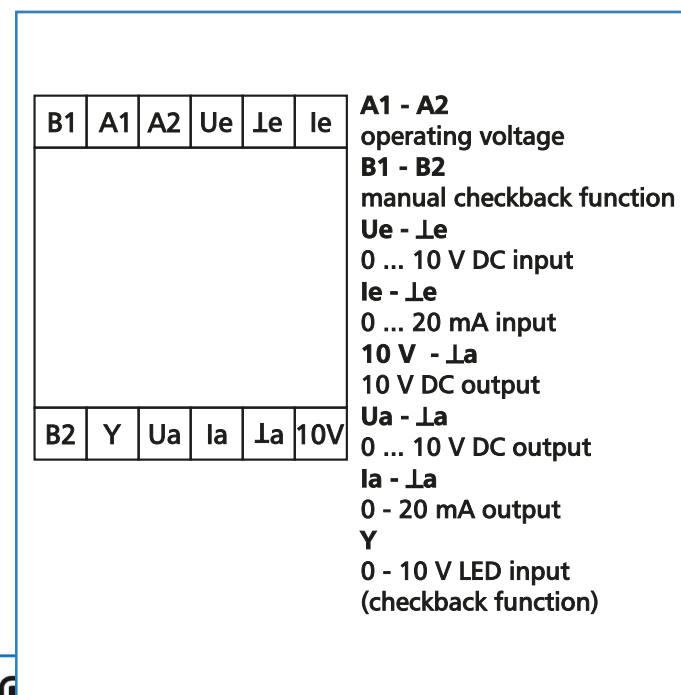 B1 A1 A2 Ue ⊥e Ie
B2 Y Ua Ia ⊥a 10V
A1 - A2
operating voltage
B1 - B2
manual checkback function
Ue - ⊥e
0 ... 10 V DC input
Ie - ⊥e
0 ... 20 mA input
10 V - ⊥a
10 V DC output
Ua - ⊥a
0 ... 10 V DC output
Ia - ⊥a
0 - 20 mA output
Y
0 - 10 V LED input
(checkback function)